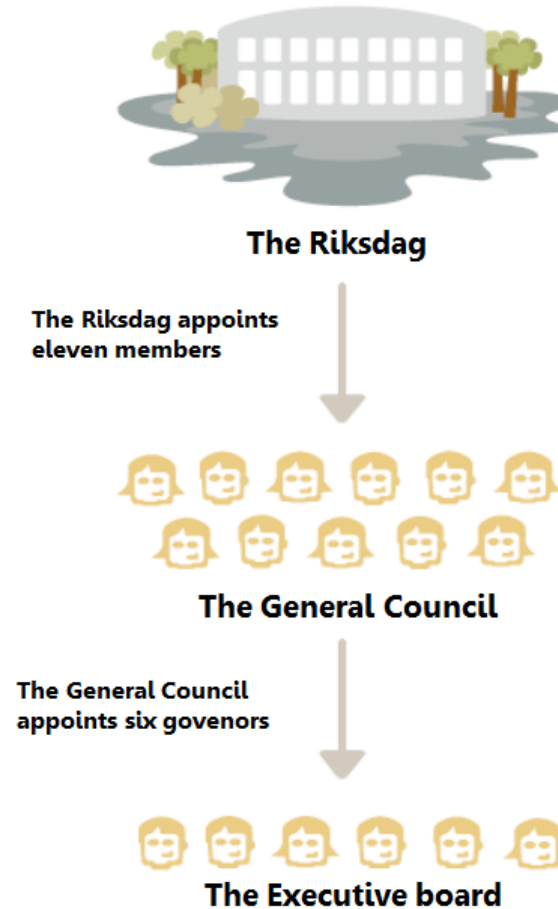 The Riksdag
The Riksdag appoints
eleven members
The General Council
The General Council
appoints six govenors
The Executive board